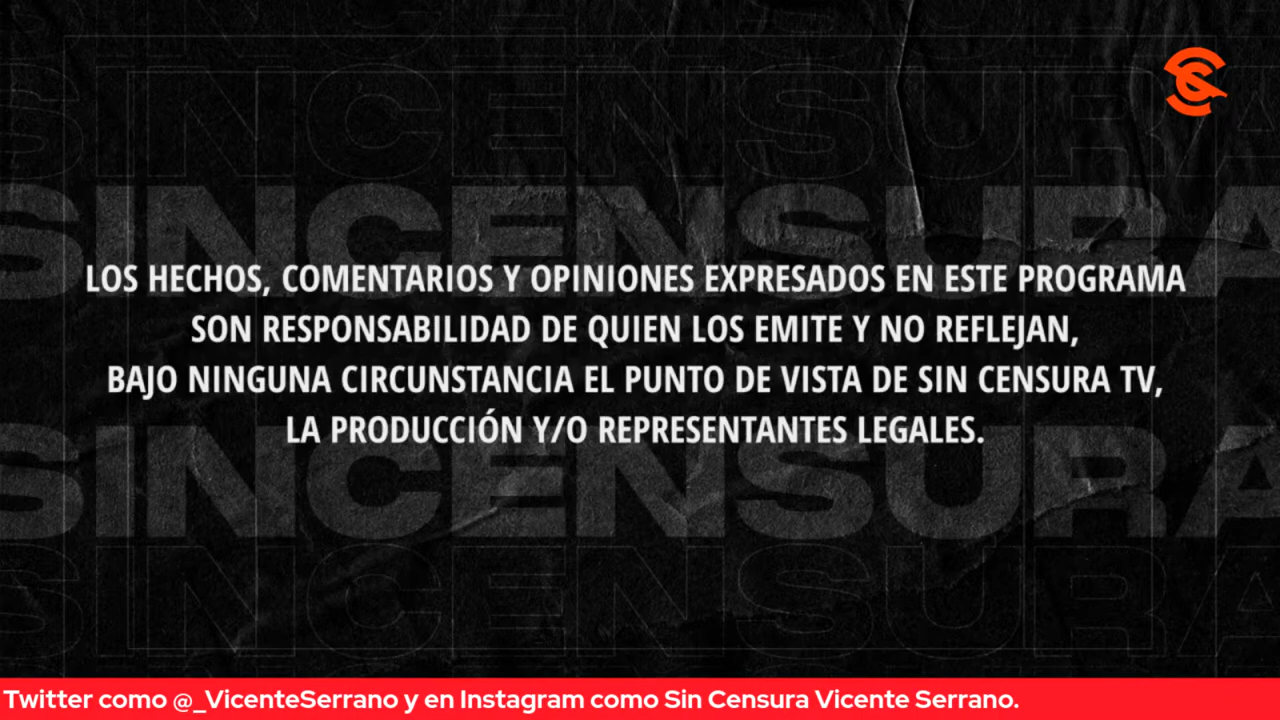 SINCENSURA
SINCENSURA
LOS HECHOS, COMENTARIOS Y OPINIONES EXPRESADOS EN ESTE PROGRAMA
SON RESPONSABILIDAD DE QUIEN LOS EMITE Y NO REFLEJAN,
BAJO NINGUNA CIRCUNSTANCIA EL PUNTO DE VISTA DE SIN CENSURA TV,
LA PRODUCCIÓN Y/O REPRESENTANTES LEGALES.
SINCENSURA
SINCENSURA
Twitter como @_VicenteSerrano y en Instagram como Sin Censura Vicente Serrano.